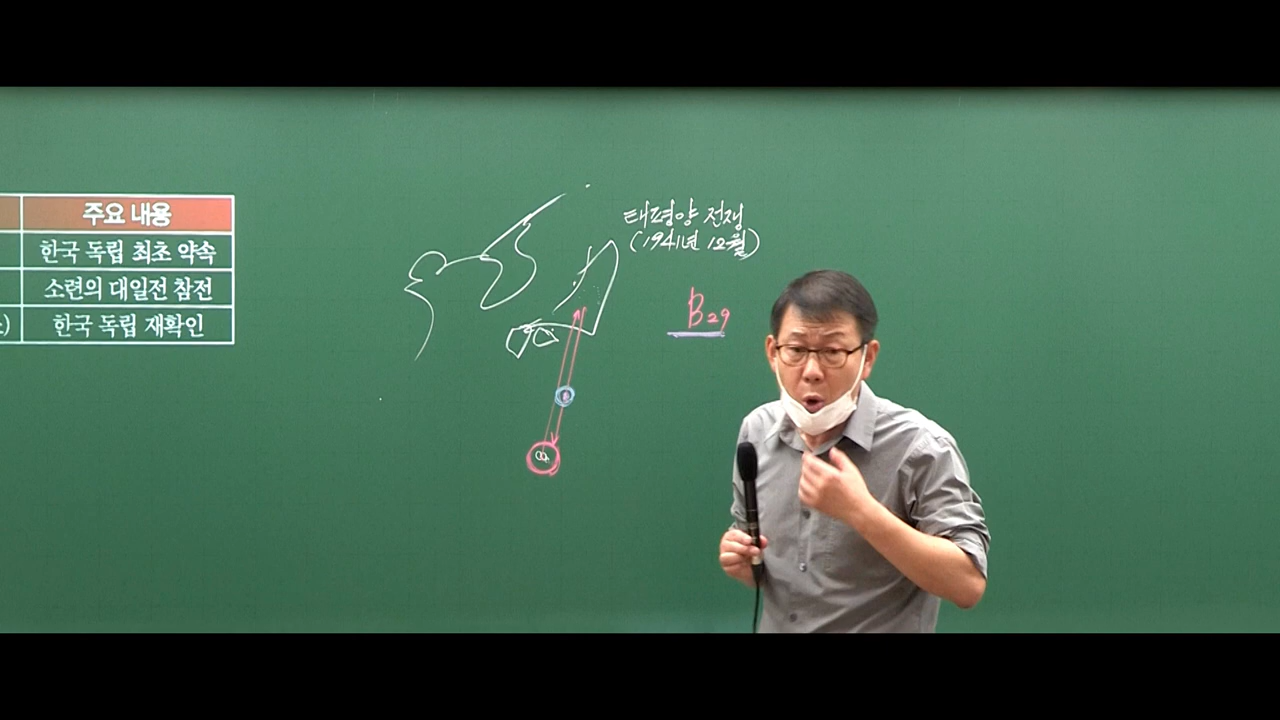 주요 내용
한국 독립 최초 약속
소련의 대일전 참전
한국 독립 재확인
태평양 전쟁
(1941년 12월)
B29